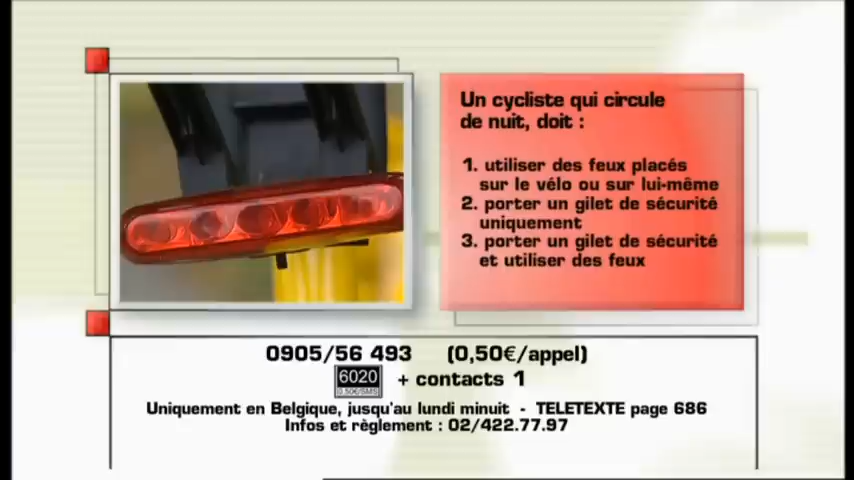 Un cycliste qui circule
de nuit, doit :
1. utiliser des feux placés
sur le vélo ou sur lui-même
2. porter un gilet de sécurité
uniquement
3. porter un gilet de sécurité
et utiliser des feux
0905/56 493 (0,50€/appel)
6020 + contacts 1
0,50€/SMS
Uniquement en Belgique, jusqu'au lundi minuit - TELETEXTE page 686
Infos et règlement : 02/422.77.97